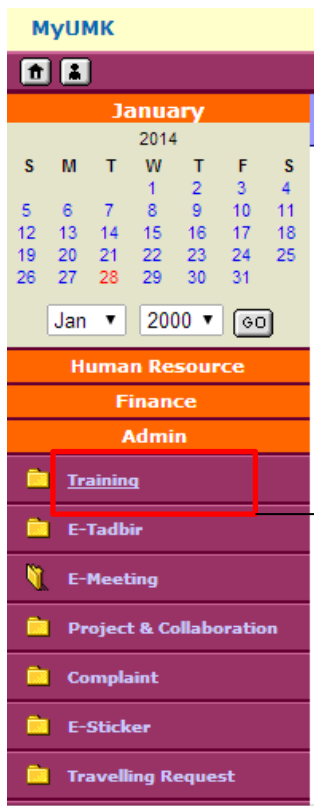 MyUMK
January
2014
S M T W T F S
1 2 3 4
5 6 7 8 9 10 11
12 13 14 15 16 17 18
19 20 21 22 23 24 25
26 27 28 29 30 31
Jan 2000 GO
Human Resource
Finance
Admin
Training
E-Tadbir
E-Meeting
Project & Collaboration
Complaint
E-Sticker
Travelling Request